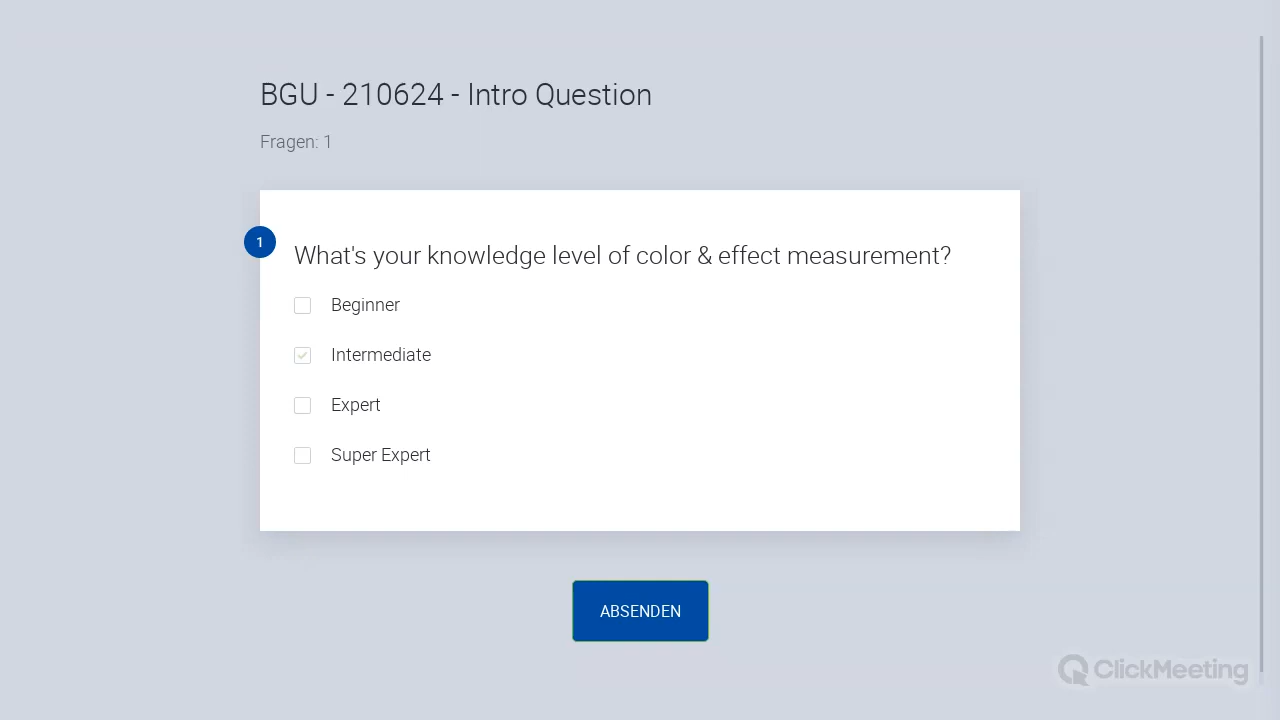 BGU - 210624 - Intro Question
Fragen: 1
1
What's your knowledge level of color & effect measurement?
Beginner
Intermediate
Expert
Super Expert
ABSENDEN
ClickMeeting